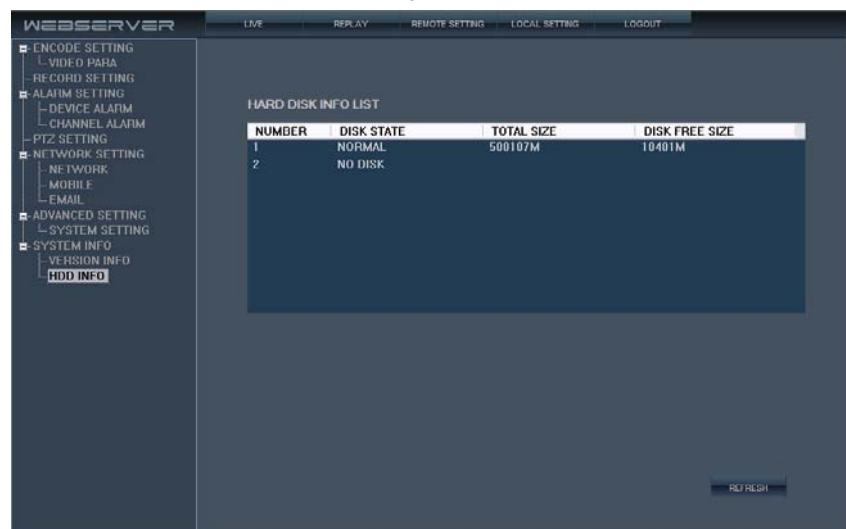 WEBSERVER
LIVE REPLAY REMOTE SETTING LOCAL SETTING LOGOUT
ENCODE SETTING
VIDEO PARA
RECORD SETTING
ALARM SETTING
DEVICE ALARM
CHANNEL ALARM
PTZ SETTING
NETWORK SETTING
NETWORK
MOBILE
EMAIL
ADVANCED SETTING
SYSTEM SETTING
SYSTEM INFO
VERSION INFO
HDD INFO
HARD DISK INFO LIST
NUMBER DISK STATE TOTAL SIZE DISK FREE SIZE
1 NORMAL 500107M 10401M
2 NO DISK
REFRESH